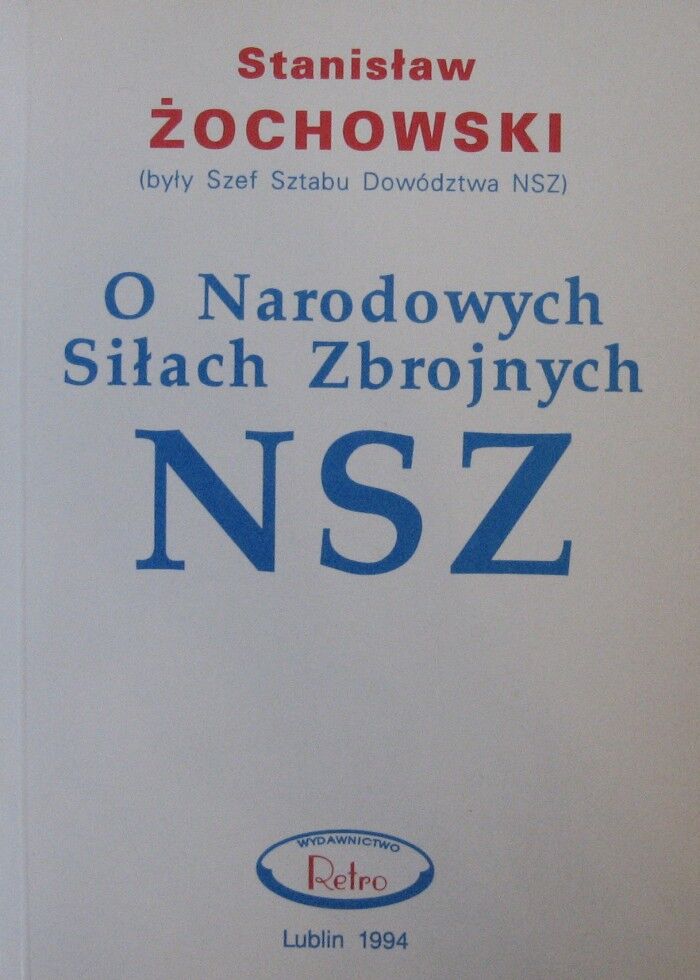 Stanisław
ŻOCHOWSKI
(były Szef Sztabu Dowództwa NSZ)
O Narodowych
Siłach Zbrojnych
NSZ
WYDAWNICTWO
Retro
Lublin 1994